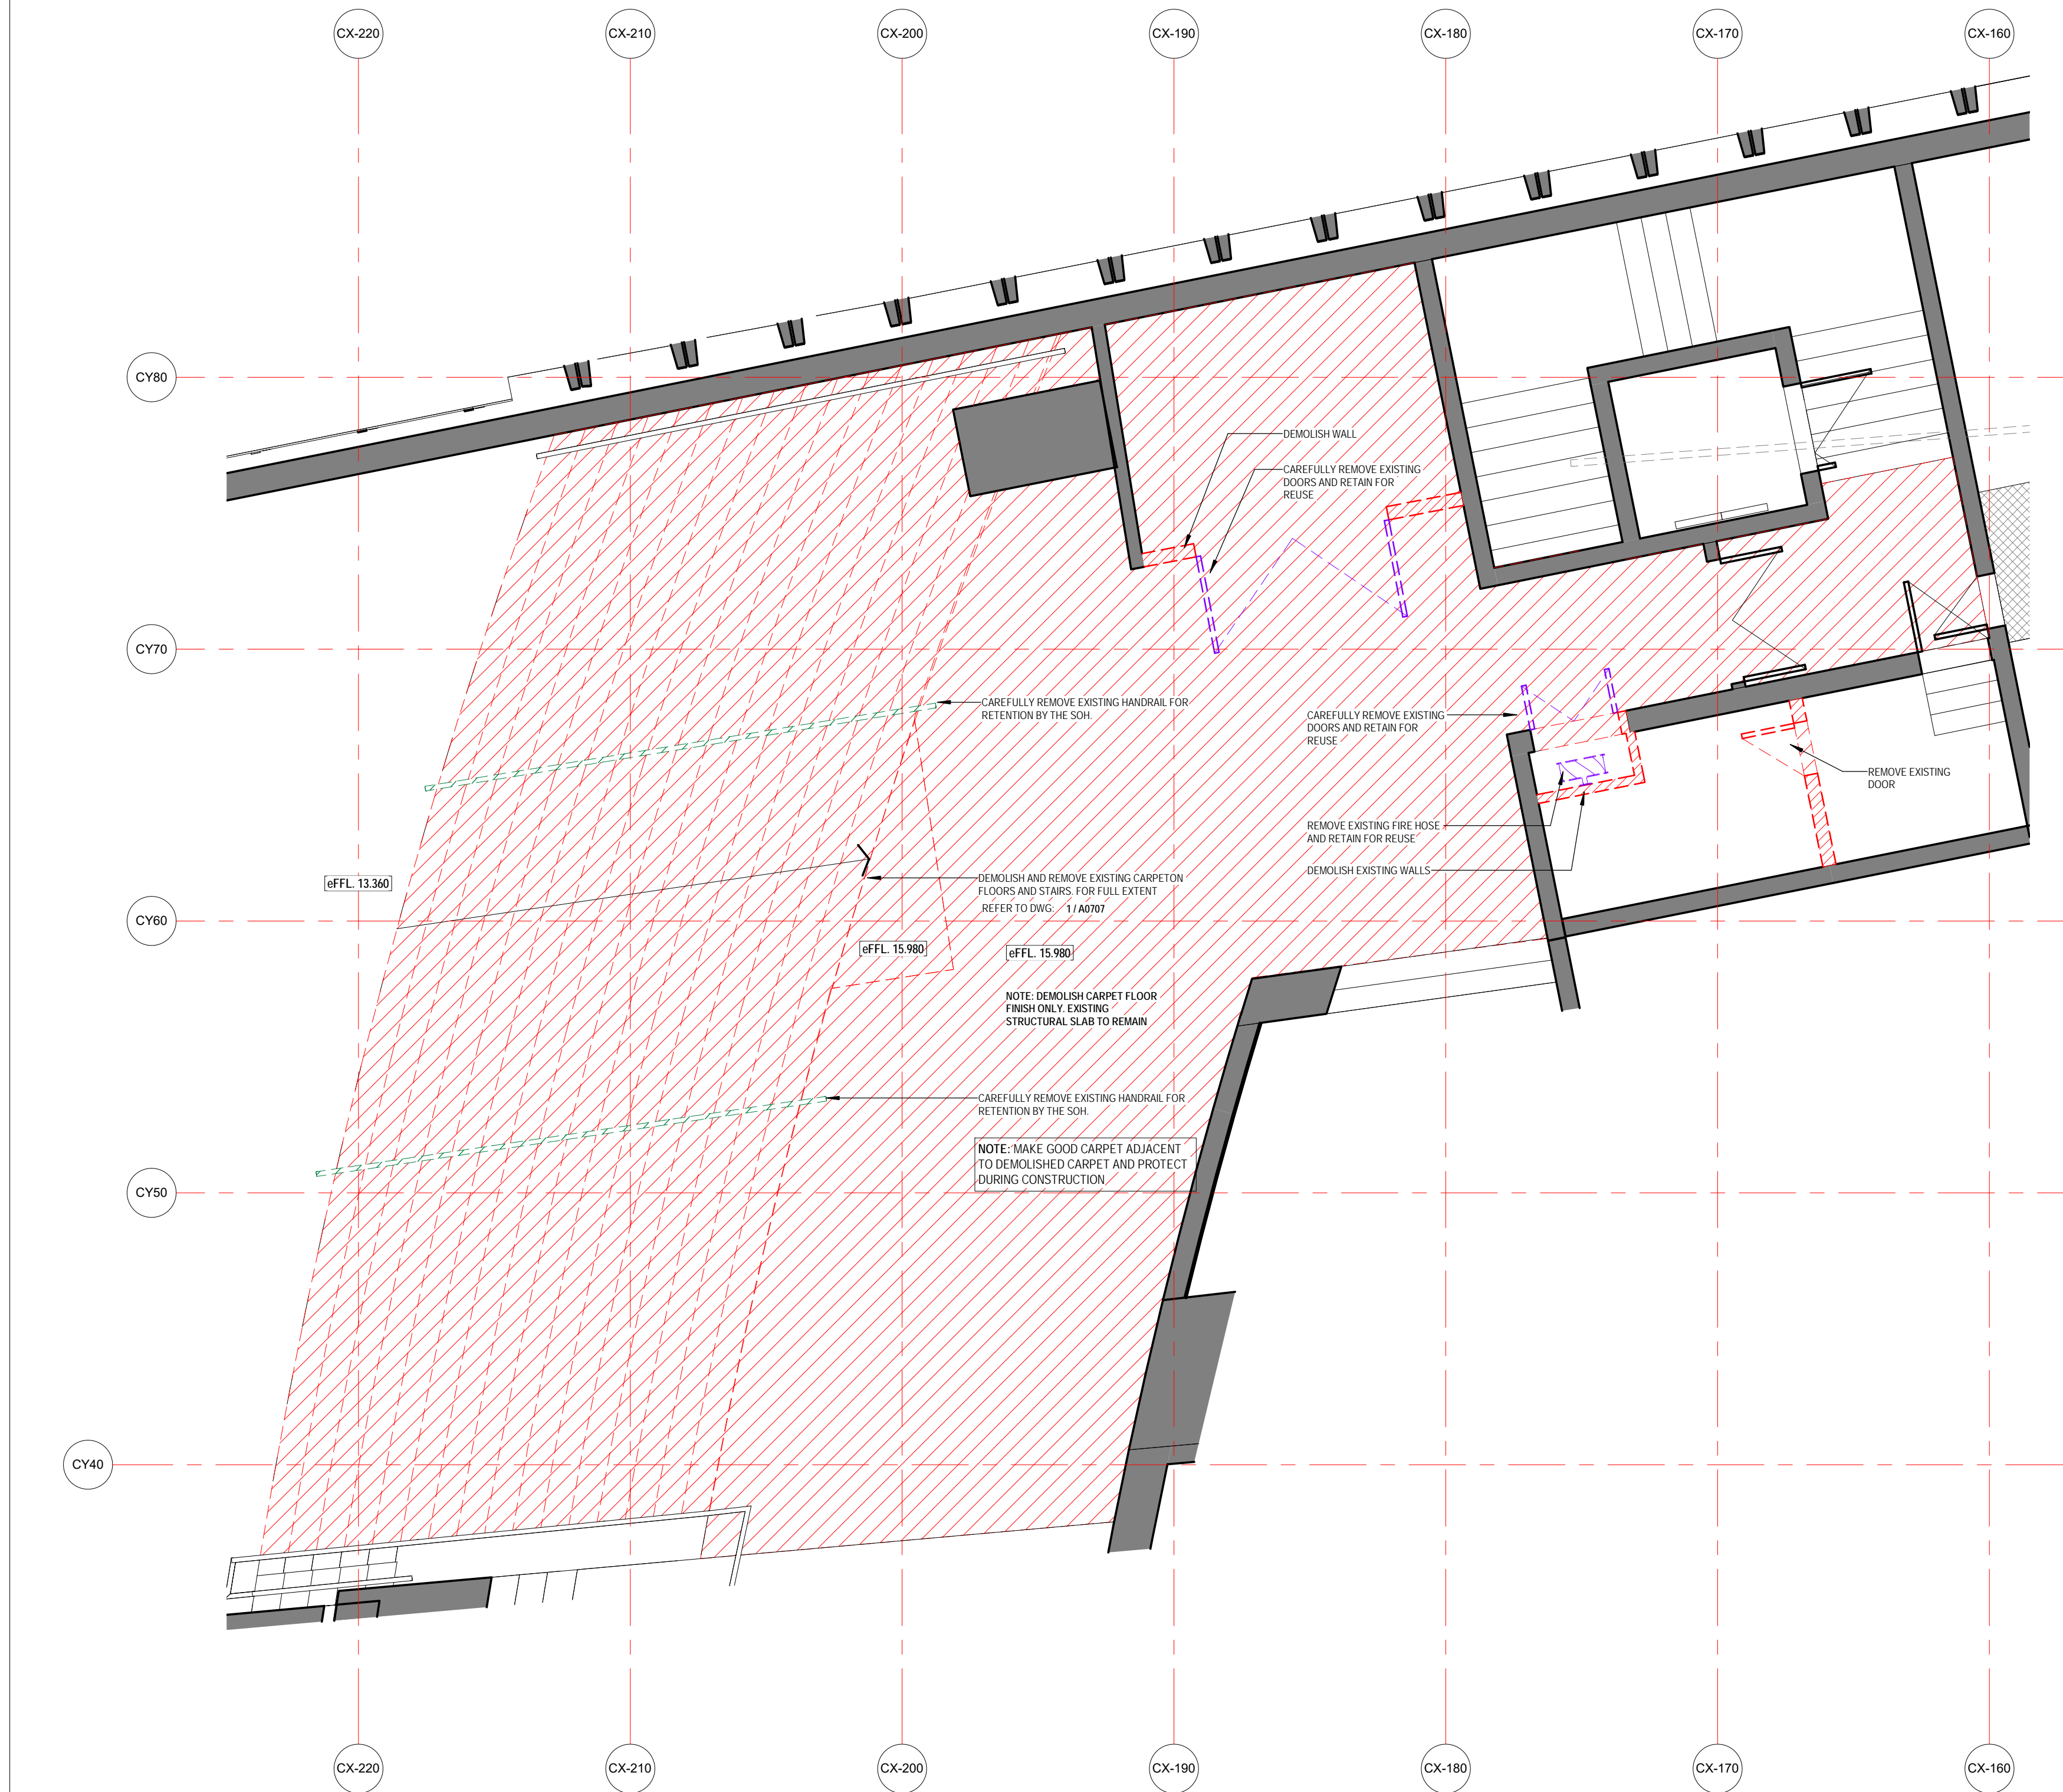 CX-220
CX-210
CX-200
CX-190
CX-180
CX-170
CX-160
CY80
DEMOLISH WALL
CAREFULLY REMOVE EXISTING
DOORS AND RETAIN FOR
REUSE
CY70
CAREFULLY REMOVE EXISTING HANDRAIL FOR
RETENTION BY THE SOH.
CAREFULLY REMOVE EXISTING
DOORS AND RETAIN FOR
REUSE
REMOVE EXISTING
DOOR
REMOVE EXISTING FIRE HOSE
AND RETAIN FOR REUSE
DEMOLISH EXISTING WALLS
eFFL. 13.360
DEMOLISH AND REMOVE EXISTING CARPETON
FLOORS AND STAIRS. FOR FULL EXTENT
REFER TO DWG: 1 / A0707
CY60
eFFL. 15.980
eFFL. 15.980
NOTE: DEMOLISH CARPET FLOOR
FINISH ONLY. EXISTING
STRUCTURAL SLAB TO REMAIN
CAREFULLY REMOVE EXISTING HANDRAIL FOR
RETENTION BY THE SOH.
NOTE: MAKE GOOD CARPET ADJACENT
TO DEMOLISHED CARPET AND PROTECT
DURING CONSTRUCTION
CY50
CY40
CX-220
CX-210
CX-200
CX-190
CX-180
CX-170
CX-160